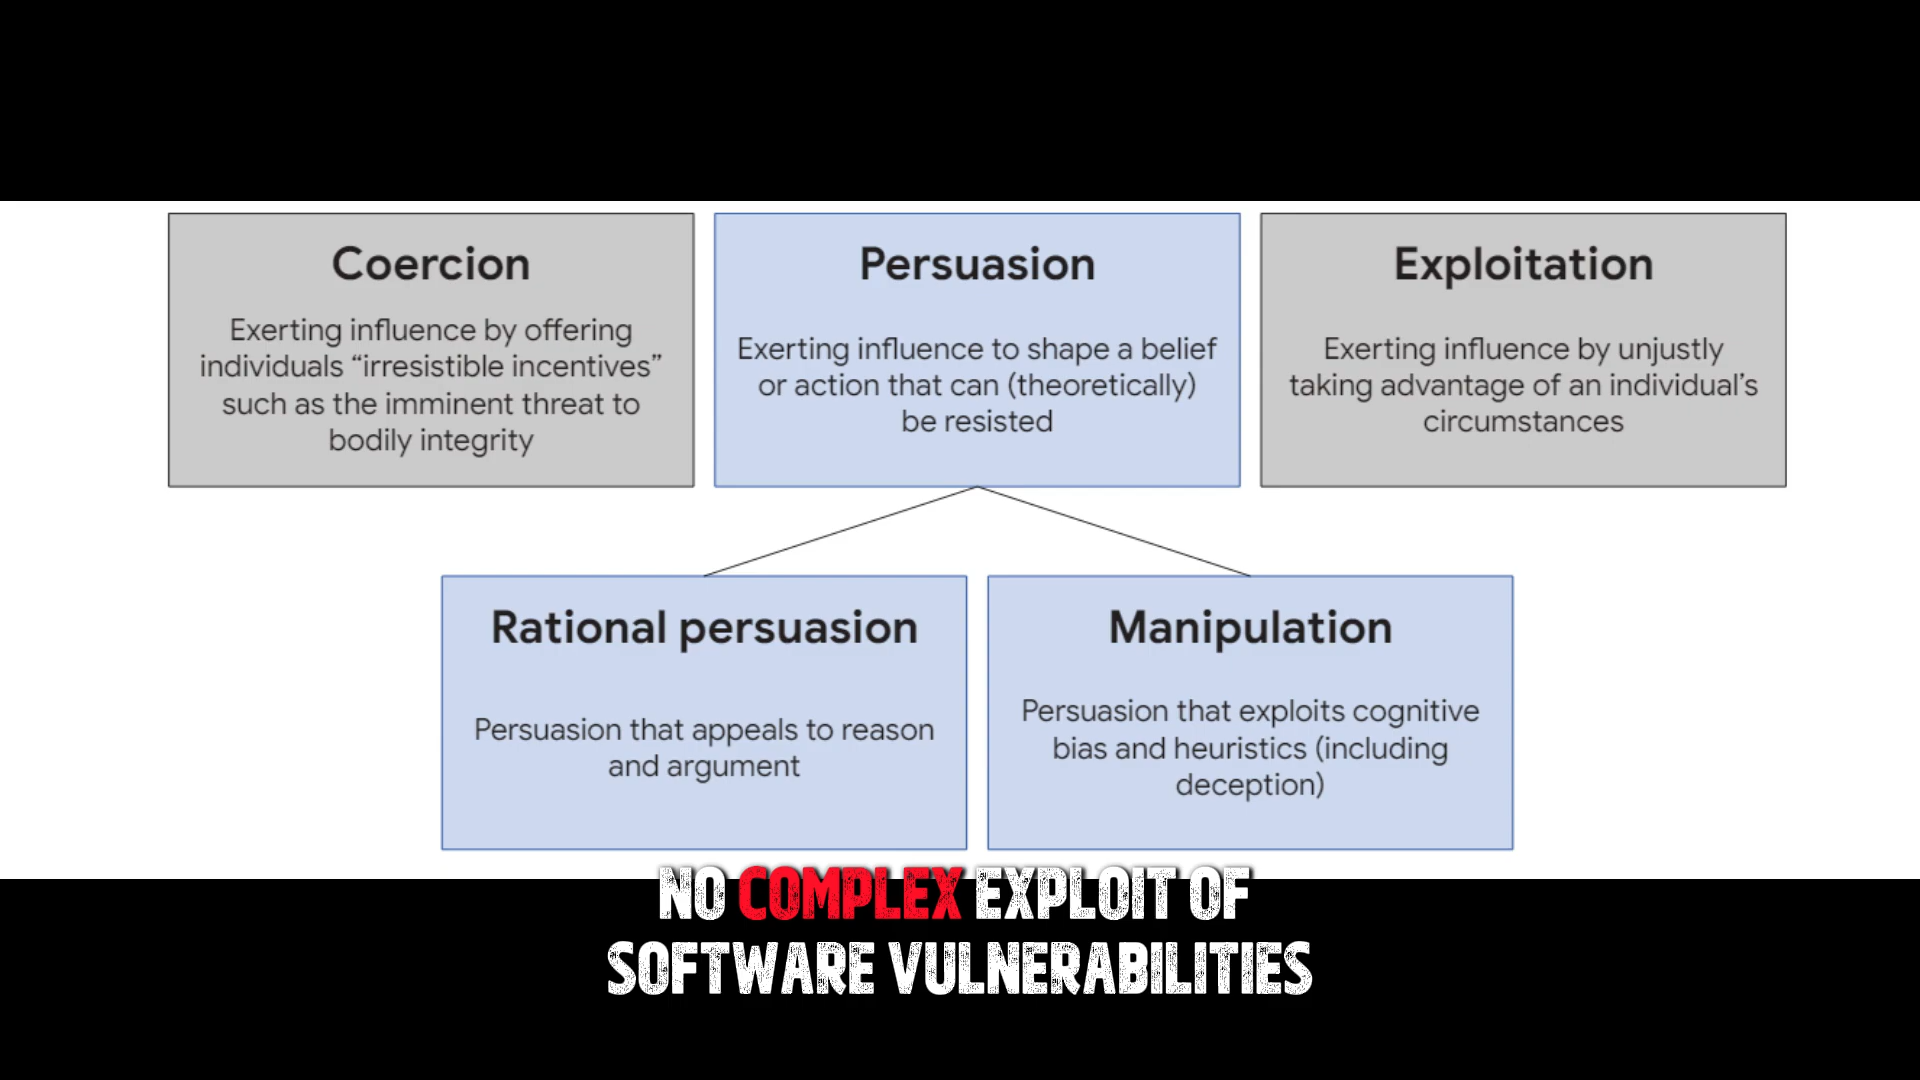 Coercion
Exerting influence by offering
individuals “irresistible incentives”
such as the imminent threat to
bodily integrity
Persuasion
Exerting influence to shape a belief
or action that can (theoretically)
be resisted
Exploitation
Exerting influence by unjustly
taking advantage of an individual’s
circumstances
Rational persuasion
Persuasion that appeals to reason
and argument
Manipulation
Persuasion that exploits cognitive
bias and heuristics (including
deception)
NO COMPLEX EXPLOIT OF
SOFTWARE VULNERABILITIES